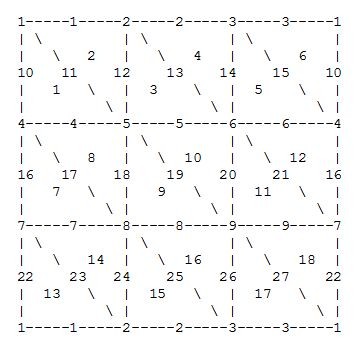 1-----1-----2-----2-----3-----3-----1
| \         | \         | \         |
|   \   2   |   \   4   |   \   6   |
10   11    12     13    14    15    10
|   1   \   |  3    \   |  5    \   |
|         \ |         \ |         \ |
4-----4-----5-----5-----6-----6-----4
| \         | \         | \         |
|   \   8   |   \  10   |   \  12   |
16   17    18     19    20    21    16
|   7   \   |   9   \   |  11   \   |
|         \ |         \ |         \ |
7-----7-----8-----8-----9-----9-----7
| \         | \         | \         |
|   \   14  |   \  16   |   \   18  |
22    23   24     25    26    27   22
|  13   \   |  15   \   |  17   \   |
|         \ |         \ |         \ |
1-----1-----2-----2-----3-----3-----1